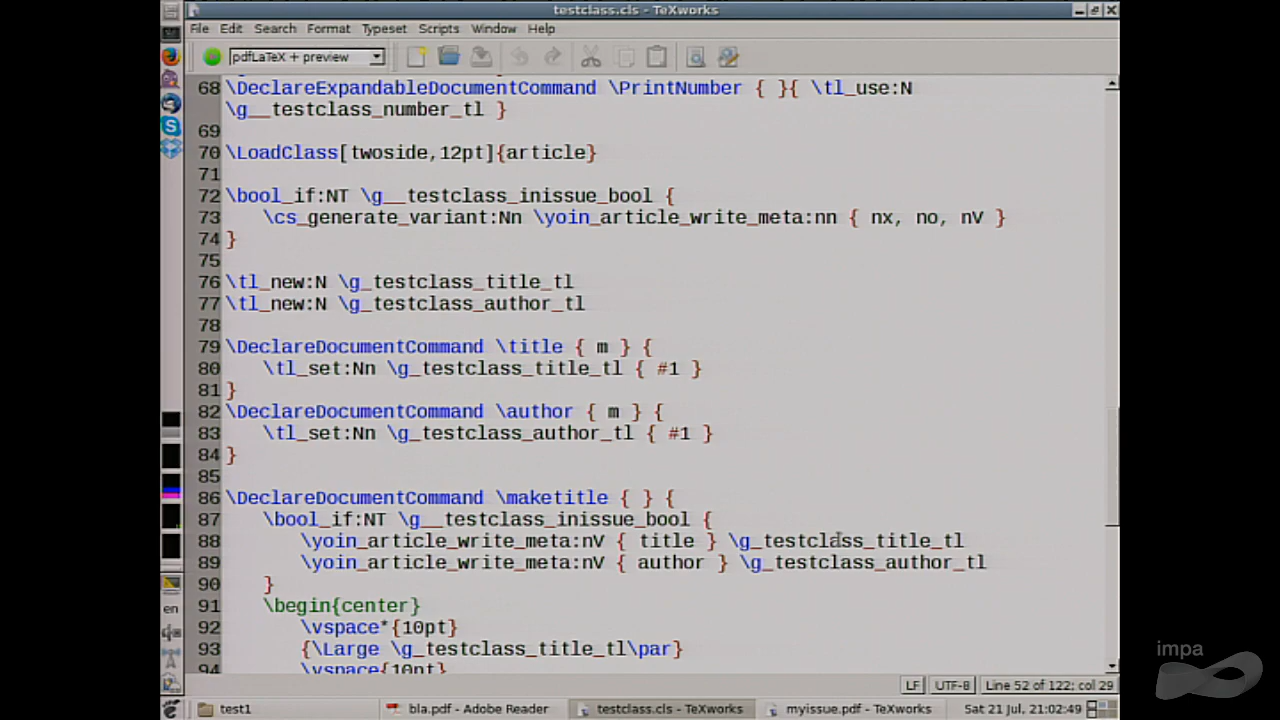 testclass.cls - TeXworks
File Edit Search Format Typeset Scripts Window Help
pdfLaTeX + preview
68 \DeclareExpandableDocumentCommand \PrintNumber { }{ \tl_use:N
\g__testclass_number_tl }
69
70 \LoadClass[twoside,12pt]{article}
71
72 \bool_if:NT \g__testclass_inissue_bool {
73 \cs_generate_variant:Nn \yoin_article_write_meta:nn { nx, no, nV }
74 }
75
76 \tl_new:N \g_testclass_title_tl
77 \tl_new:N \g_testclass_author_tl
78
79 \DeclareDocumentCommand \title { m } {
80 \tl_set:Nn \g_testclass_title_tl { #1 }
81 }
82 \DeclareDocumentCommand \author { m } {
83 \tl_set:Nn \g_testclass_author_tl { #1 }
84 }
85
86 \DeclareDocumentCommand \maketitle { } {
87 \bool_if:NT \g__testclass_inissue_bool {
88 \yoin_article_write_meta:nV { title } \g_testclass_title_tl
89 \yoin_article_write_meta:nV { author } \g_testclass_author_tl
90 }
91 \begin{center}
92 \vspace*{10pt}
93 {\Large \g_testclass_title_tl\par}
94 \vspace{10pt}
en
LF UTF-8 Line 52 of 122; col 29
test1 bla.pdf - Adobe Reader testclass.cls - TeXworks myissue.pdf - TeXworks Sat 21 Jul, 21:02:49
impa